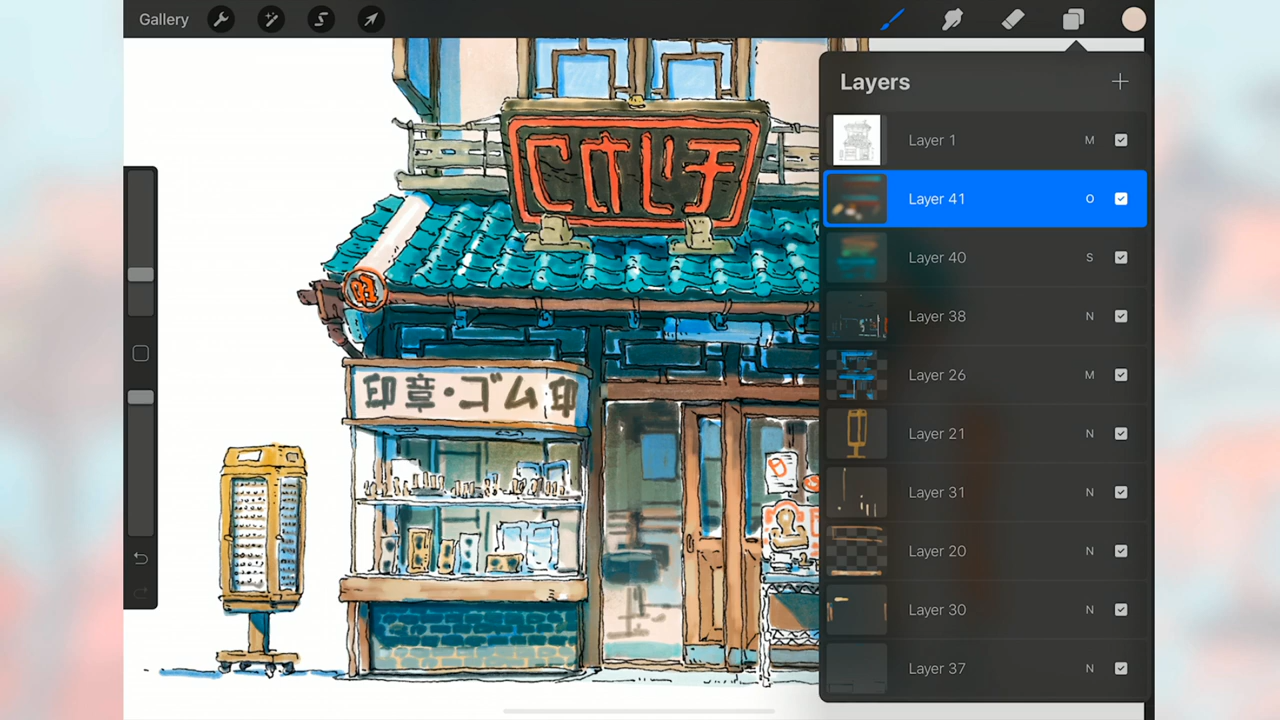 Gallery
Layers
Layer 1 M
Layer 41 O
Layer 40 S
Layer 38 N
Layer 26 M
Layer 21 N
Layer 31 N
Layer 20 N
Layer 30 N
Layer 37 N
印章・ゴム印